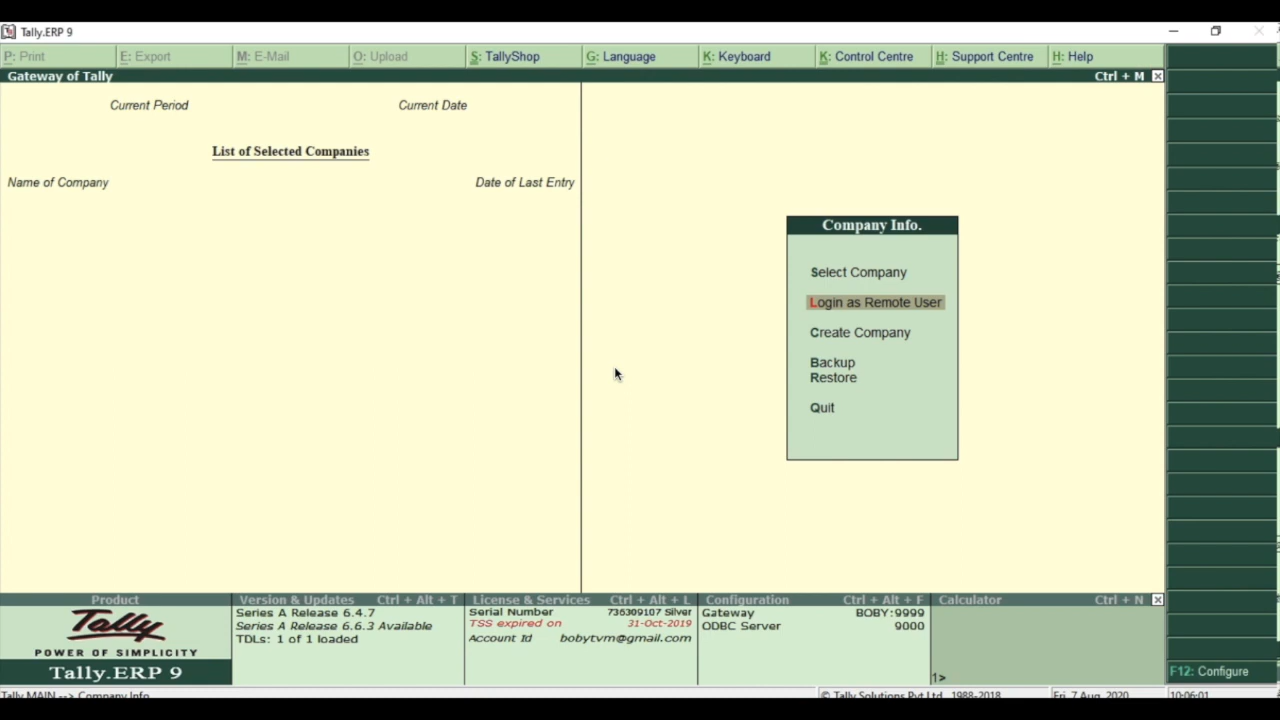 Tally.ERP 9
P: Print E: Export M: E-Mail O: Upload S: TallyShop G: Language K: Keyboard K: Control Centre H: Support Centre H: Help
Gateway of Tally Ctrl + M
Current Period Current Date
List of Selected Companies
Name of Company Date of Last Entry
Company Info.
Select Company
Login as Remote User
Create Company
Backup
Restore
Quit
Product Version & Updates Ctrl + Alt + T License & Services Ctrl + Alt + L Configuration Ctrl + Alt + F Calculator Ctrl + N
Tally
POWER OF SIMPLICITY
Tally.ERP 9
Series A Release 6.4.7
Series A Release 6.6.3 Available
TDLs: 1 of 1 loaded
Serial Number 736309107 Silver
TSS expired on 31-Oct-2019
Account Id bobytvm@gmail.com
Gateway BOBY:9999
ODBC Server 9000
1>
F12: Configure
Tally MAIN --> Company Info. © Tally Solutions Pvt Ltd., 1988-2018 Fri, 7 Aug, 2020 10:06:01